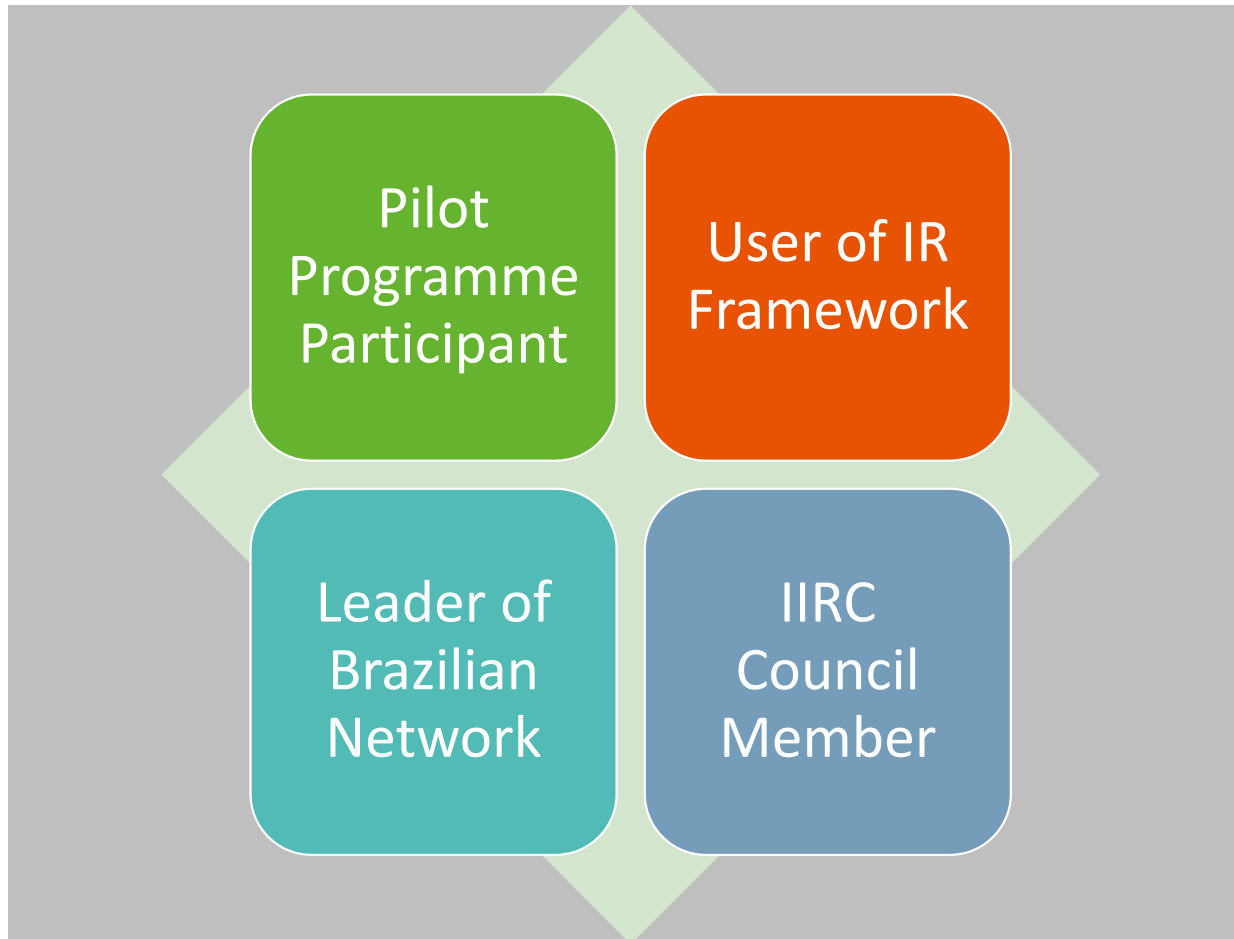 Pilot
Programme
Participant
User of IR
Framework
Leader of
Brazilian
Network
IIRC
Council
Member